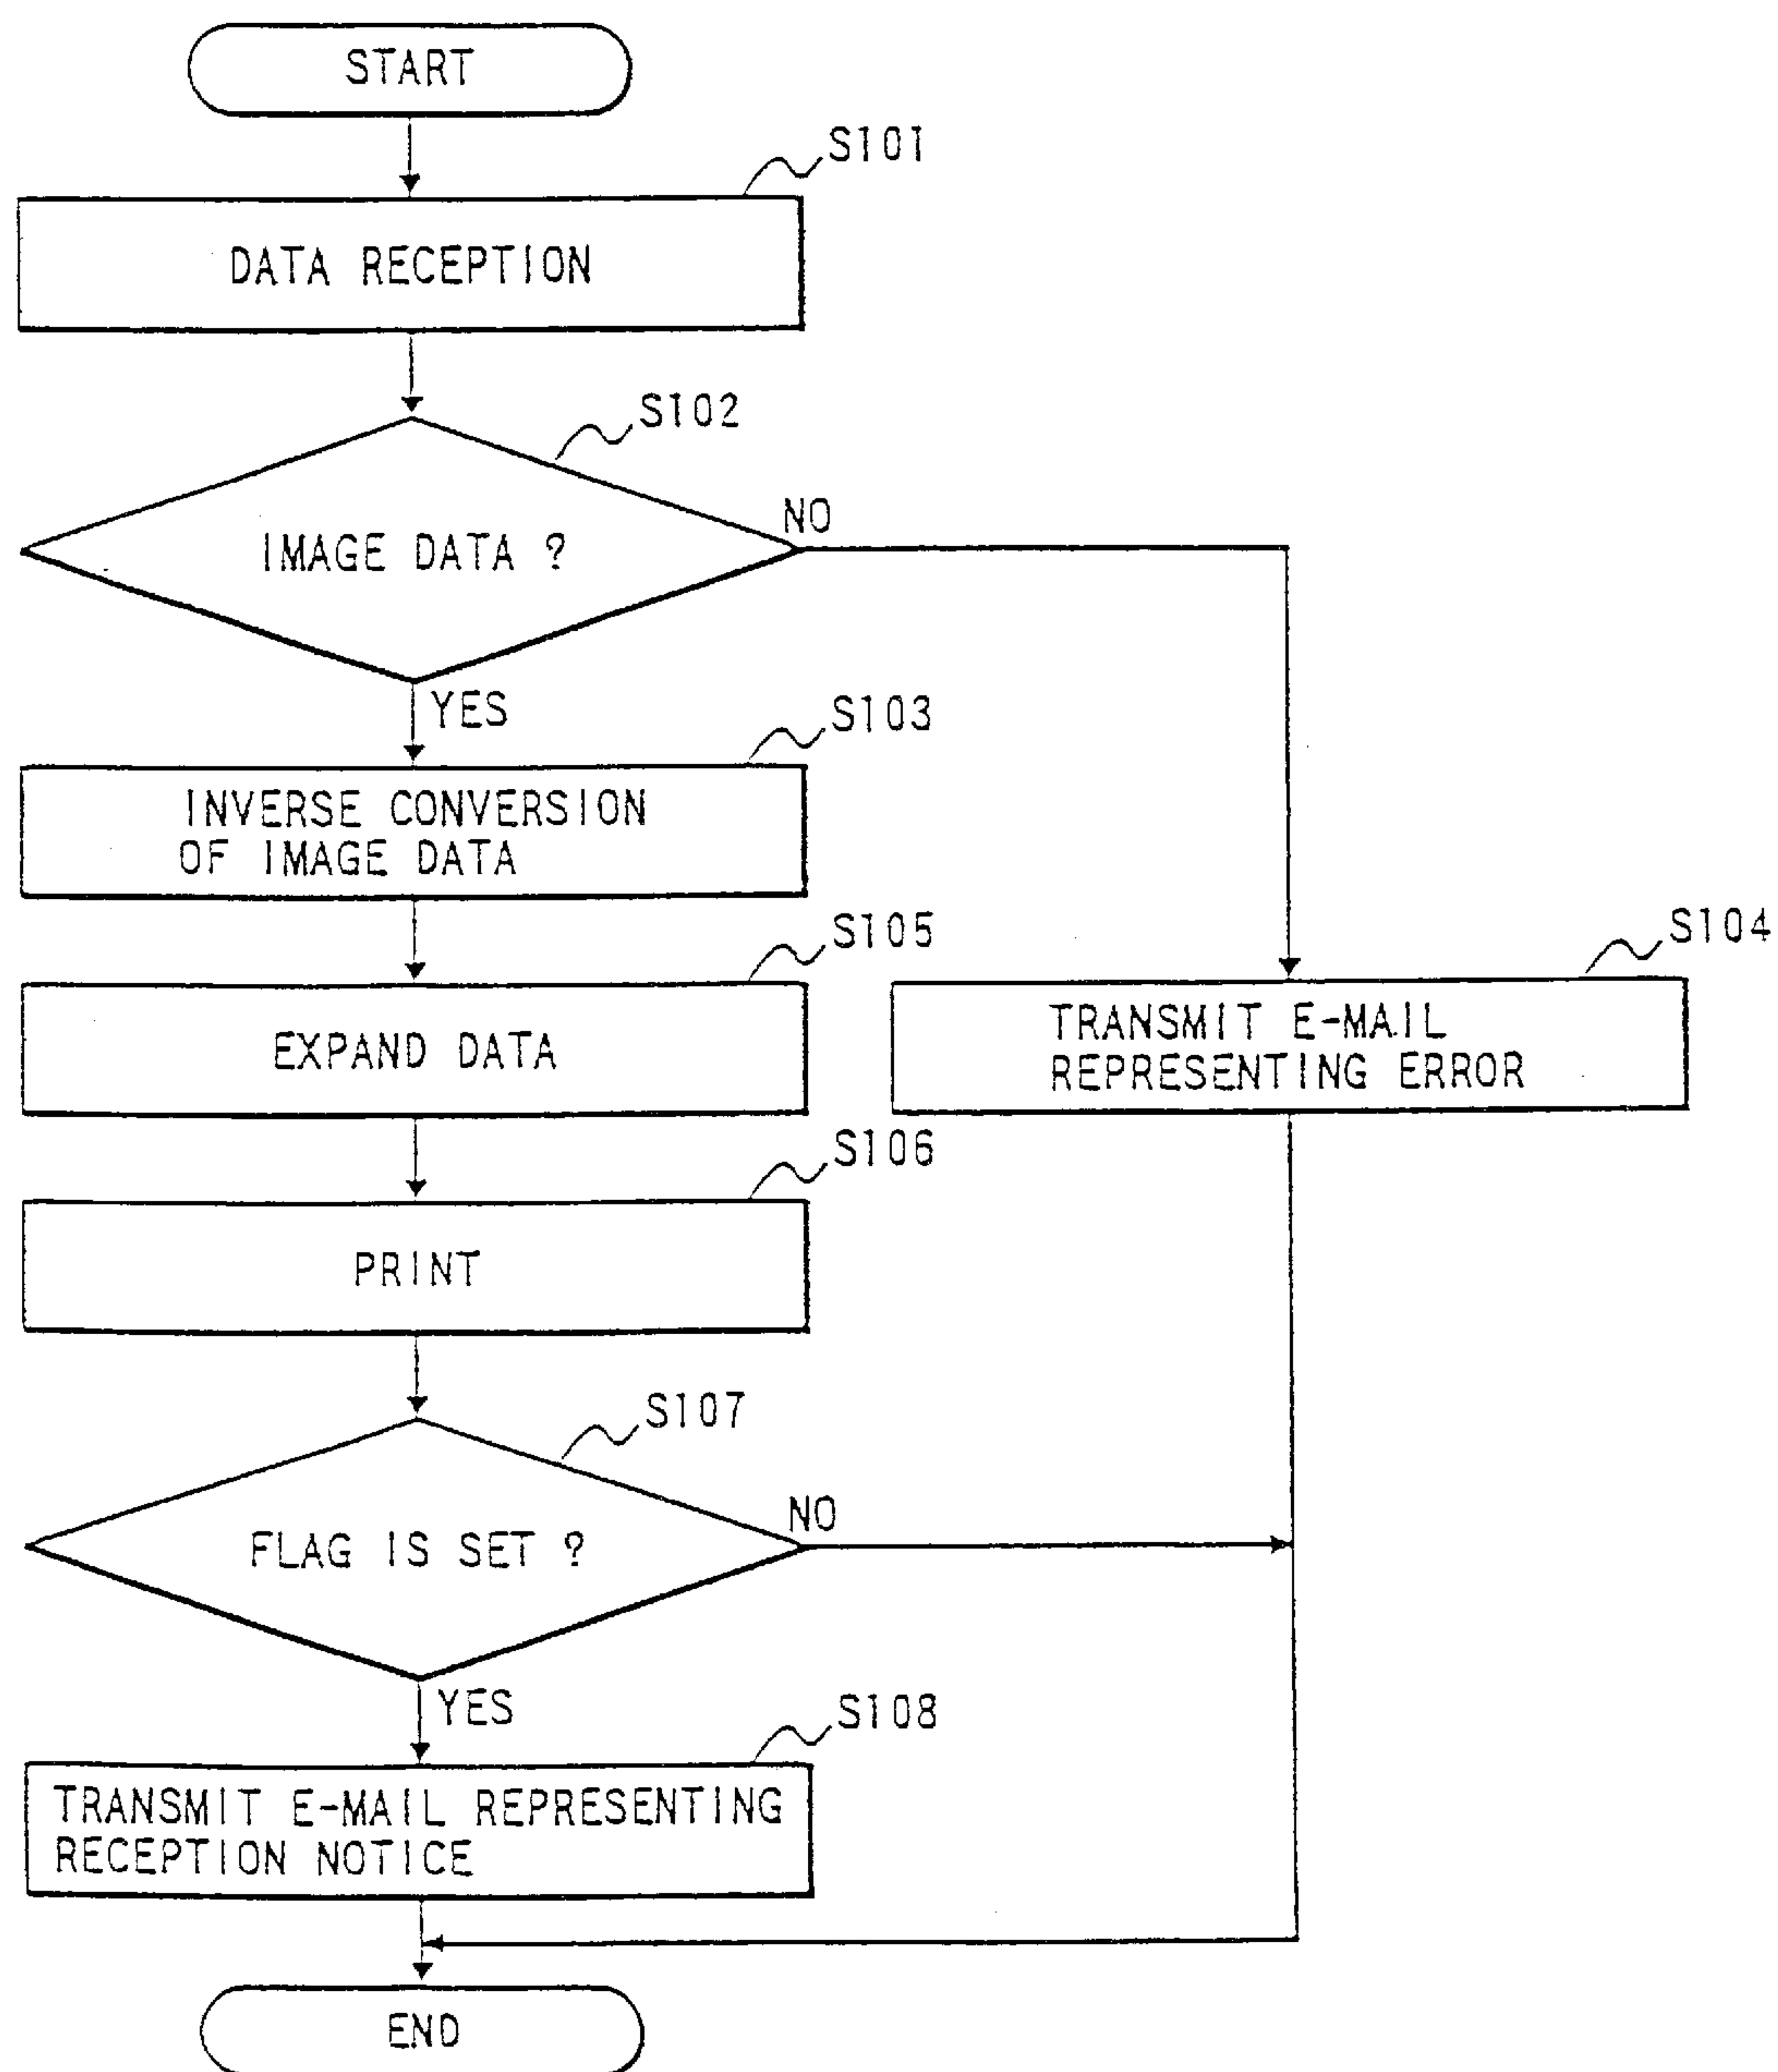 START
S101
DATA RECEPTION
S102
IMAGE DATA ?
NO
YES
S103
INVERSE CONVERSION
OF IMAGE DATA
S105
EXPAND DATA
S104
TRANSMIT E-MAIL
REPRESENTING ERROR
S106
PRINT
S107
FLAG IS SET ?
NO
YES
S108
TRANSMIT E-MAIL REPRESENTING
RECEPTION NOTICE
END